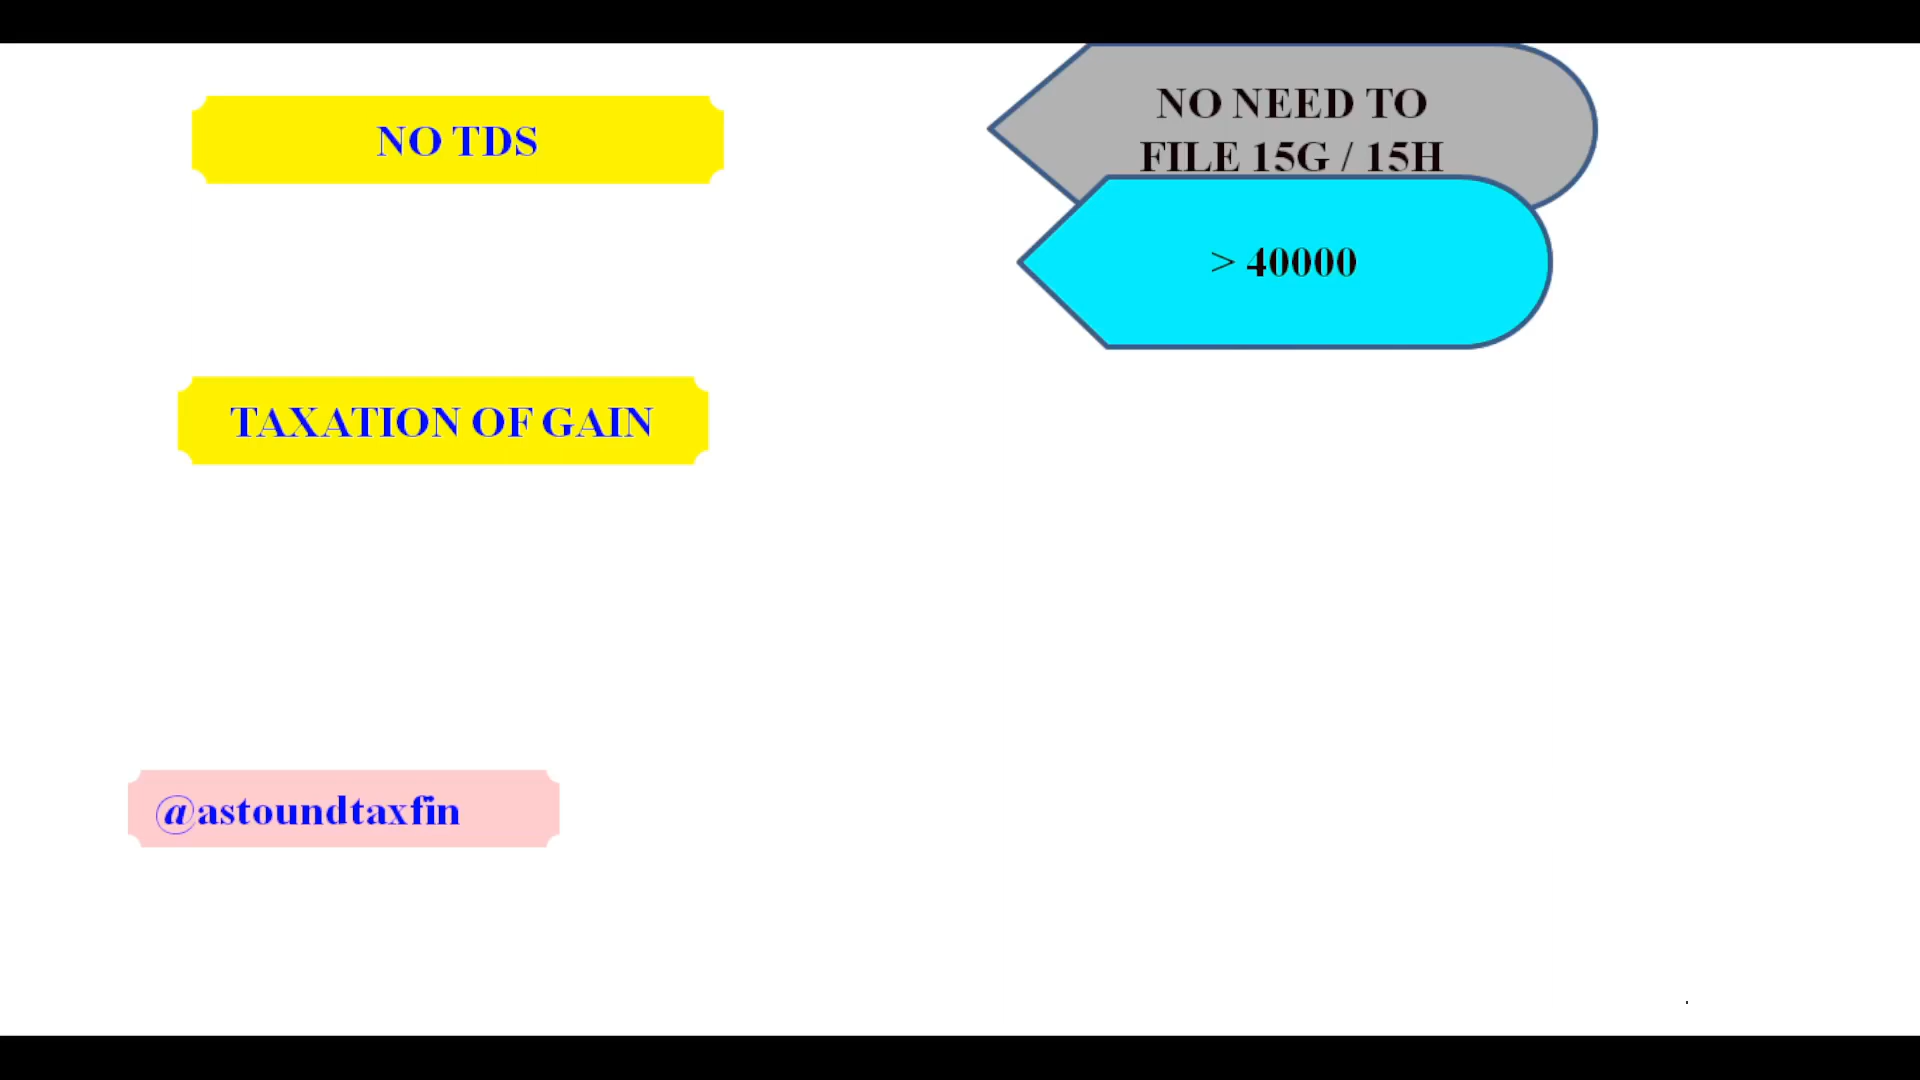 NO TDS
NO NEED TO
FILE 15G / 15H
> 40000
TAXATION OF GAIN
@astoundtaxfin